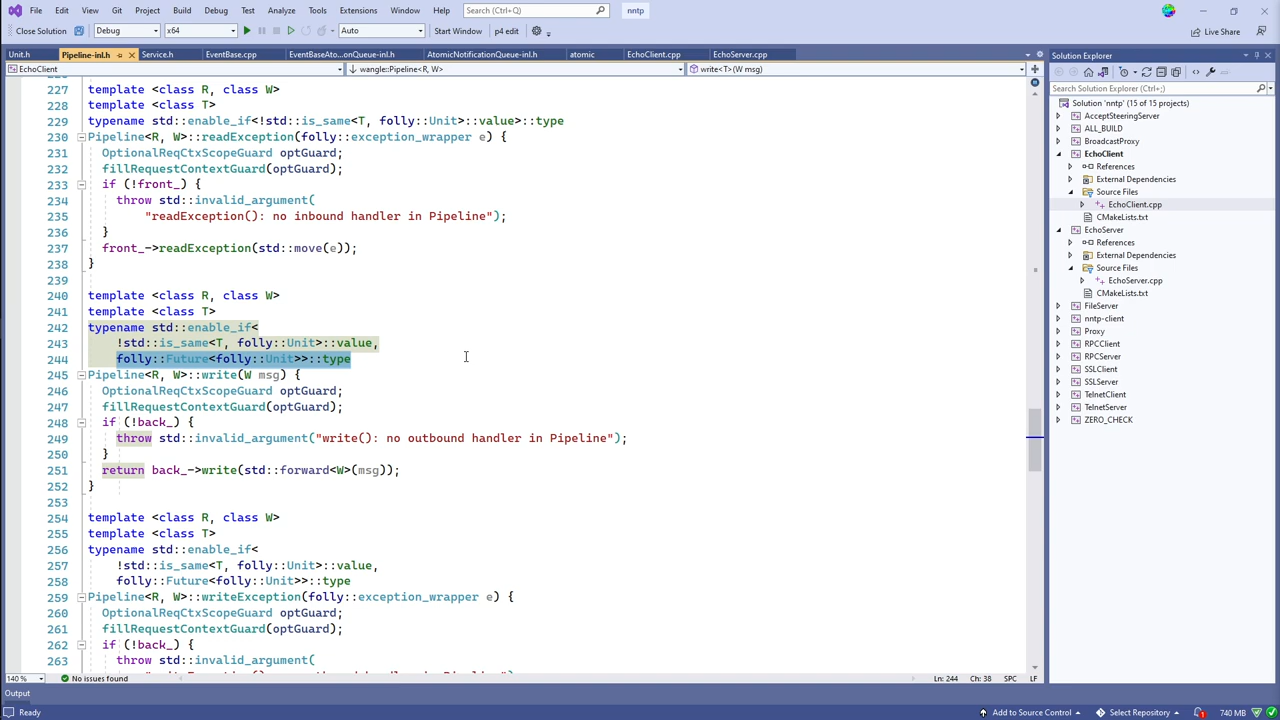 File Edit View Git Project Build Debug Test Analyze Tools Extensions Window Help Search (Ctrl+Q) nntp
Close Solution Debug x64 Auto Start Window p4 edit Live Share
Unit.h Pipeline-inl.h Service.h EventBase.cpp EventBaseAto...onQueue-inl.h AtomicNotificationQueue-inl.h atomic EchoClient.cpp EchoServer.cpp
EchoClient wangle::Pipeline<R, W> write<T>(W msg)
227 template <class R, class W>
228 template <class T>
229 typename std::enable_if<!std::is_same<T, folly::Unit>::value>::type
230 Pipeline<R, W>::readException(folly::exception_wrapper e) {
231 OptionalReqCtxScopeGuard optGuard;
232 fillRequestContextGuard(optGuard);
233 if (!front_) {
234 throw std::invalid_argument(
235 "readException(): no inbound handler in Pipeline");
236 }
237 front_->readException(std::move(e));
238 }
239
240 template <class R, class W>
241 template <class T>
242 typename std::enable_if<
243 !std::is_same<T, folly::Unit>::value,
244 folly::Future<folly::Unit>>::type
245 Pipeline<R, W>::write(W msg) {
246 OptionalReqCtxScopeGuard optGuard;
247 fillRequestContextGuard(optGuard);
248 if (!back_) {
249 throw std::invalid_argument("write(): no outbound handler in Pipeline");
250 }
251 return back_->write(std::forward<W>(msg));
252 }
253
254 template <class R, class W>
255 template <class T>
256 typename std::enable_if<
257 !std::is_same<T, folly::Unit>::value,
258 folly::Future<folly::Unit>>::type
259 Pipeline<R, W>::writeException(folly::exception_wrapper e) {
260 OptionalReqCtxScopeGuard optGuard;
261 fillRequestContextGuard(optGuard);
262 if (!back_) {
263 throw std::invalid_argument(
140 % No issues found Ln: 244 Ch: 38 SPC LF
Output
Ready Add to Source Control Select Repository 1 740 MB
Solution Explorer
Search Solution Explorer (Ctrl+;)
Solution 'nntp' (15 of 15 projects)
AcceptSteeringServer
ALL_BUILD
BroadcastProxy
EchoClient
References
External Dependencies
Source Files
EchoClient.cpp
CMakeLists.txt
EchoServer
References
External Dependencies
Source Files
EchoServer.cpp
CMakeLists.txt
FileServer
nntp-client
Proxy
RPCClient
RPCServer
SSLClient
SSLServer
TelnetClient
TelnetServer
ZERO_CHECK